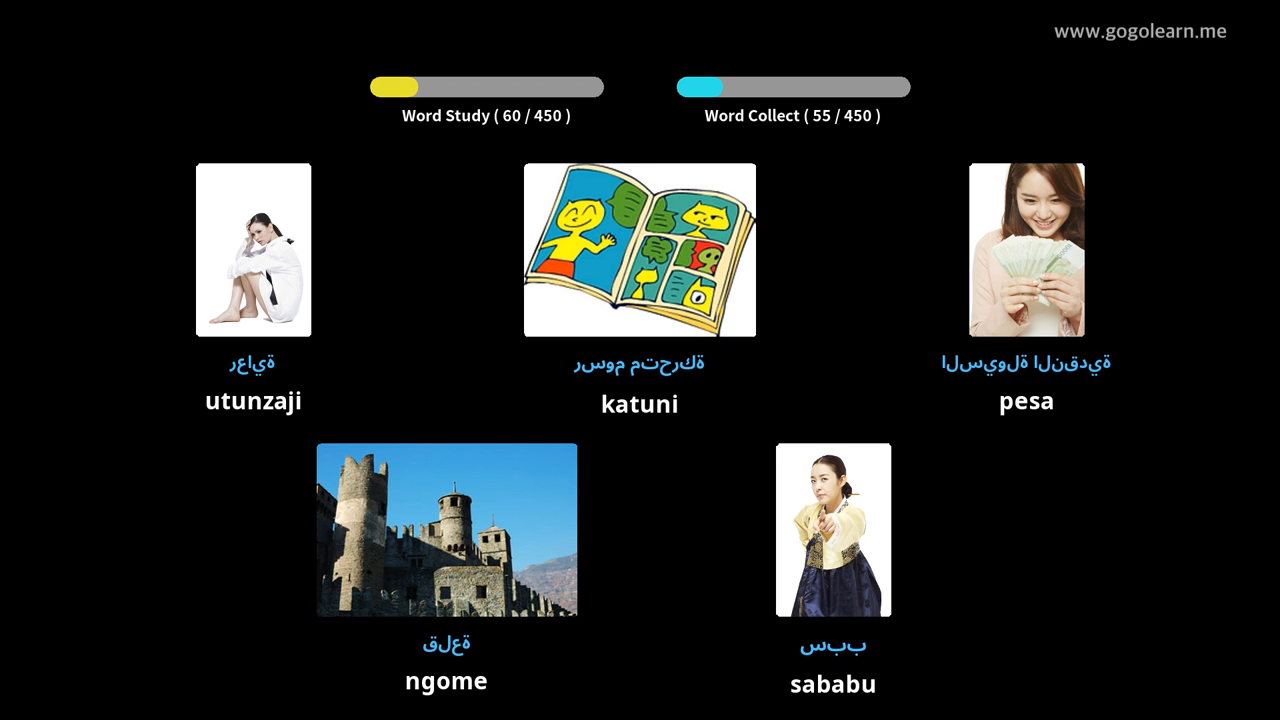 www.gogolearn.me
Word Study ( 60 / 450 )
Word Collect ( 55 / 450 )
رعاية
utunzaji
رسوم متحركة
katuni
السيولة النقدية
pesa
قلعة
ngome
سبب
sababu